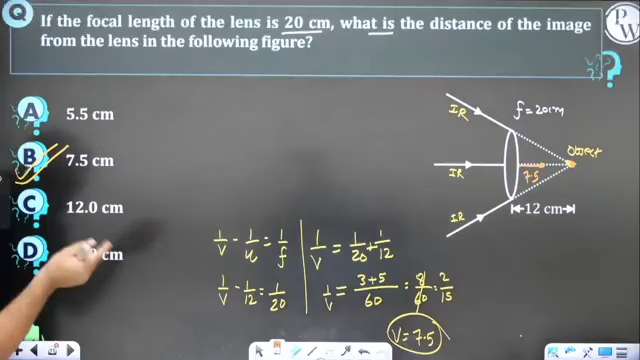 Q
If the focal length of the lens is 20 cm, what is the distance of the image
from the lens in the following figure?
P
W
A 5.5 cm
B 7.5 cm
C 12.0 cm
D cm
IR
f = 20cm
object
IR
7.5
IR
12 cm
1/v - 1/u = 1/f
1/v - 1/12 = 1/20
1/v = 1/20 + 1/12
1/v = 3+5/60 = 8/60 = 2/15
V = 7.5